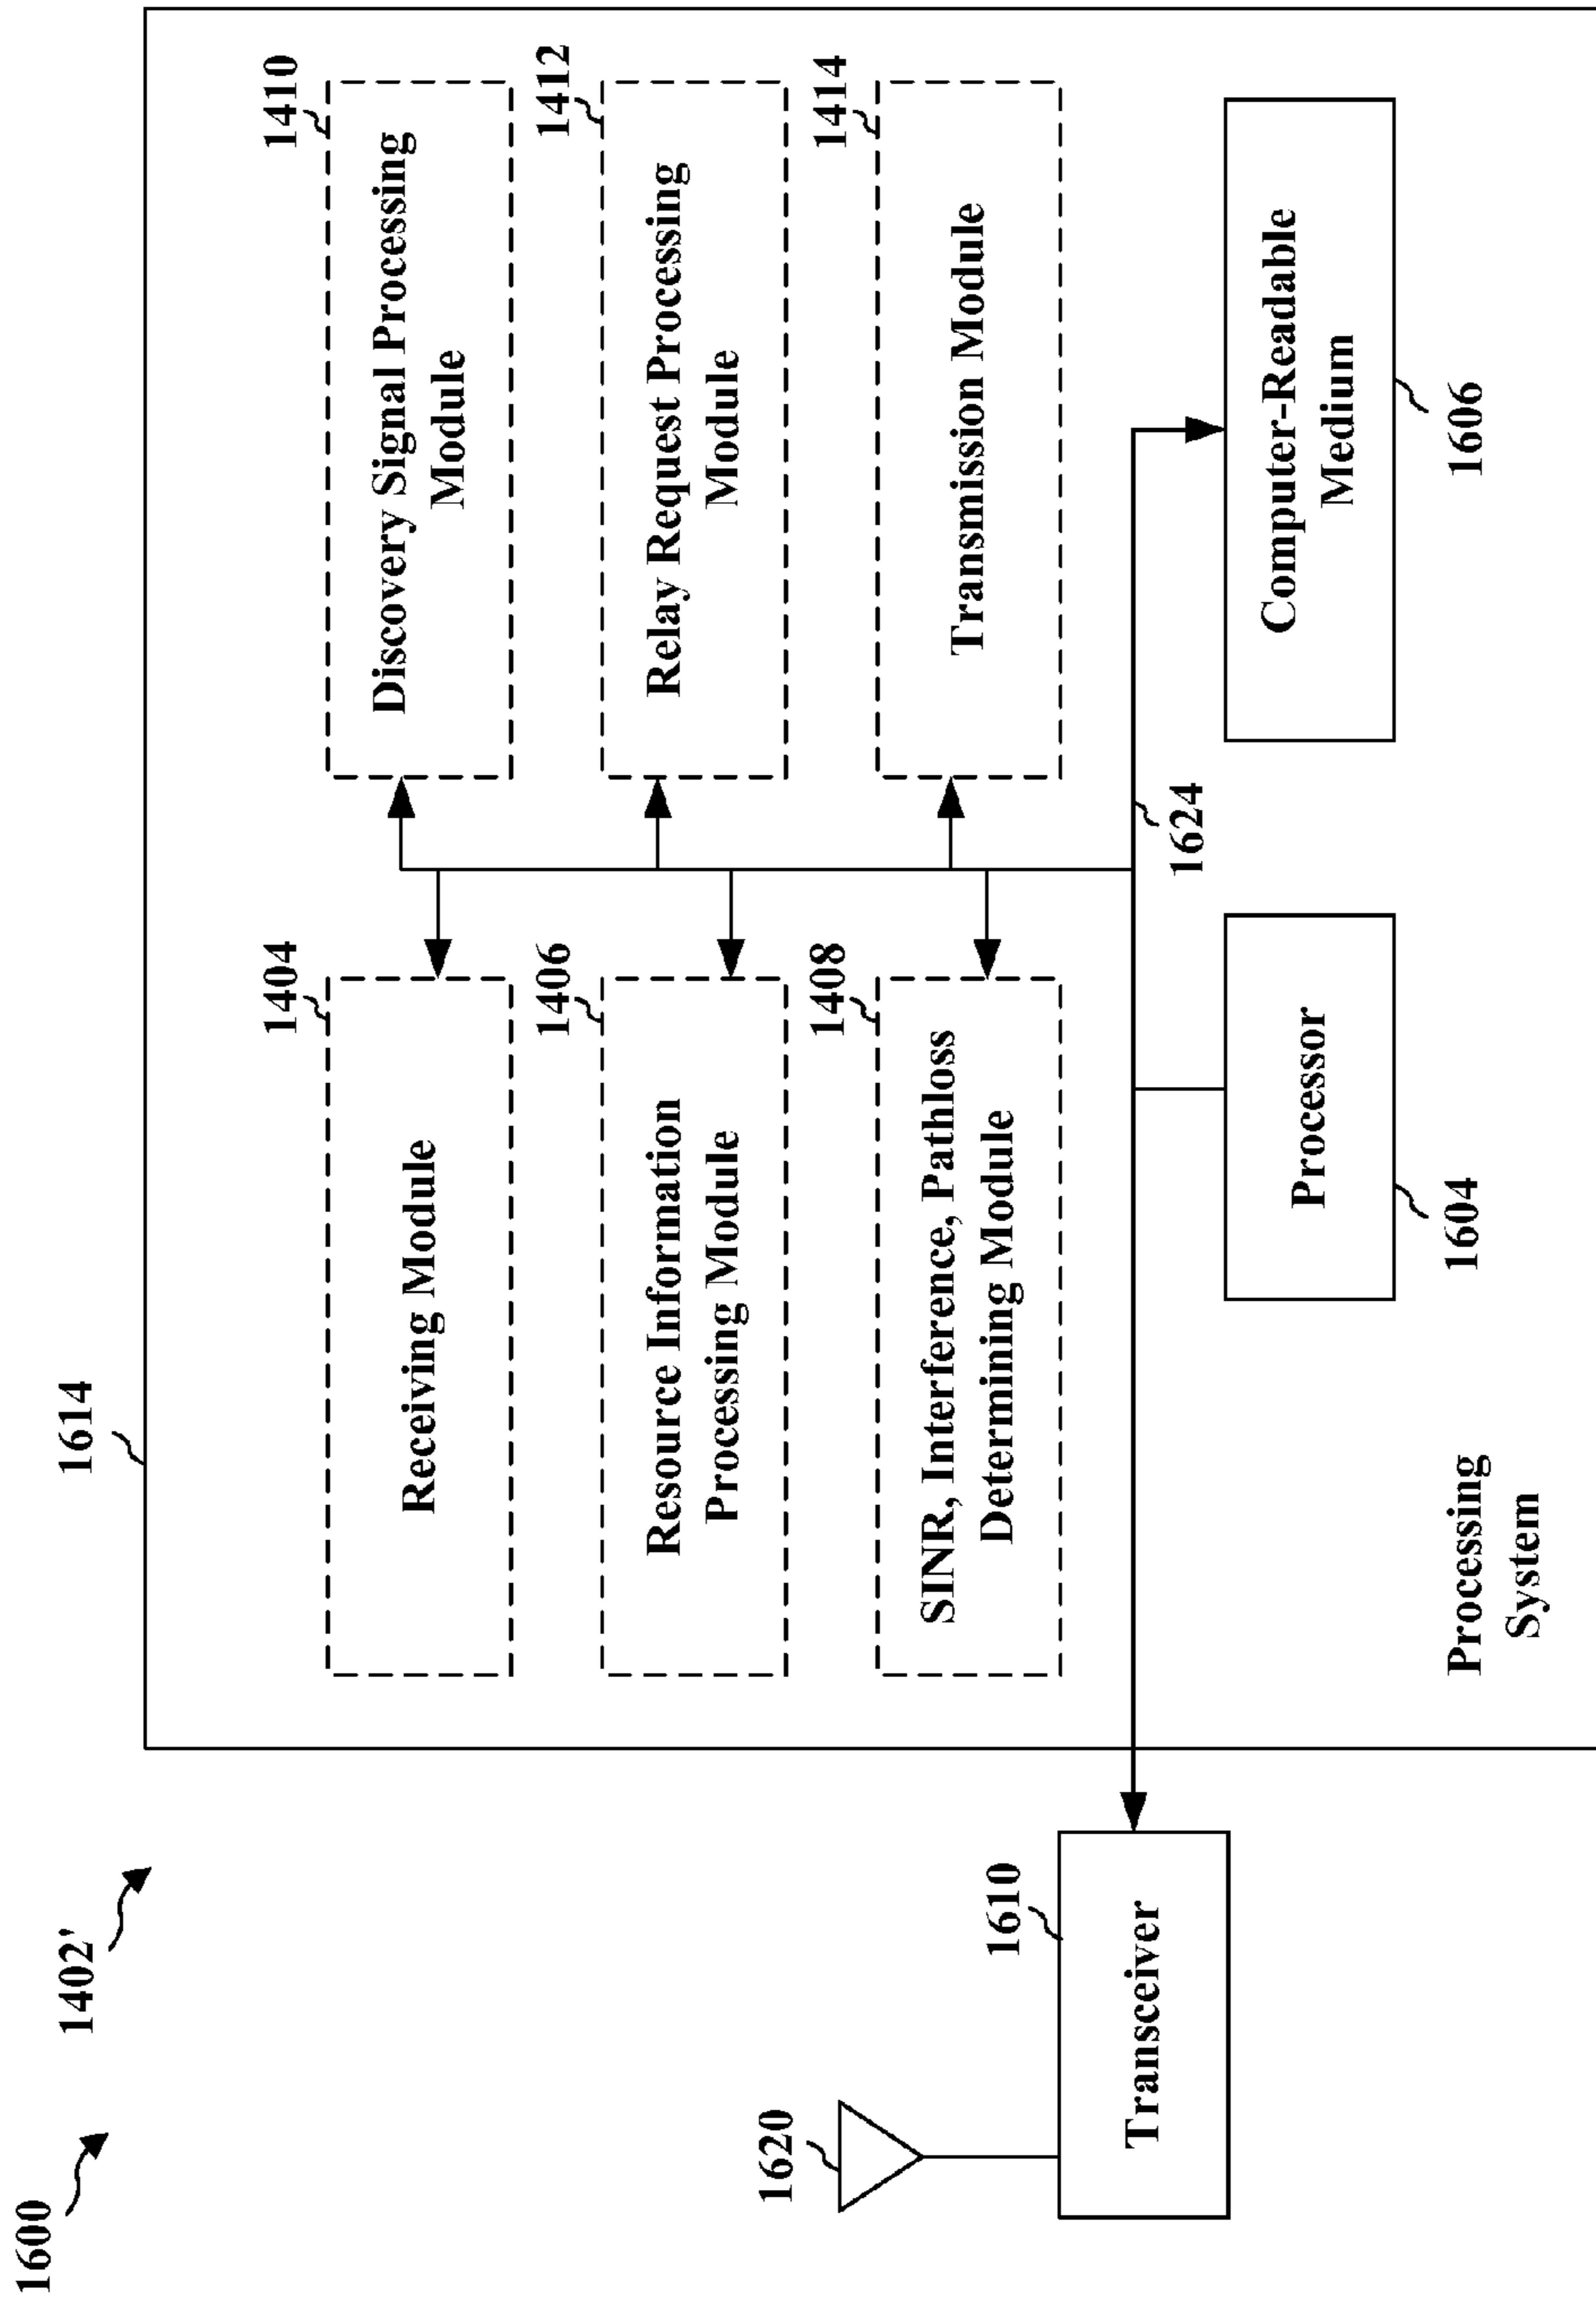 1600
1402'
1614
1404
Receiving Module
1410
Discovery Signal Processing
Module
1406
Resource Information
Processing Module
1412
Relay Request Processing
Module
1408
SINR, Interference, Pathloss
Determining Module
1414
Transmission Module
1620
1610
Transceiver
1624
Processor
1604
Computer-Readable
Medium
1606
Processing
System